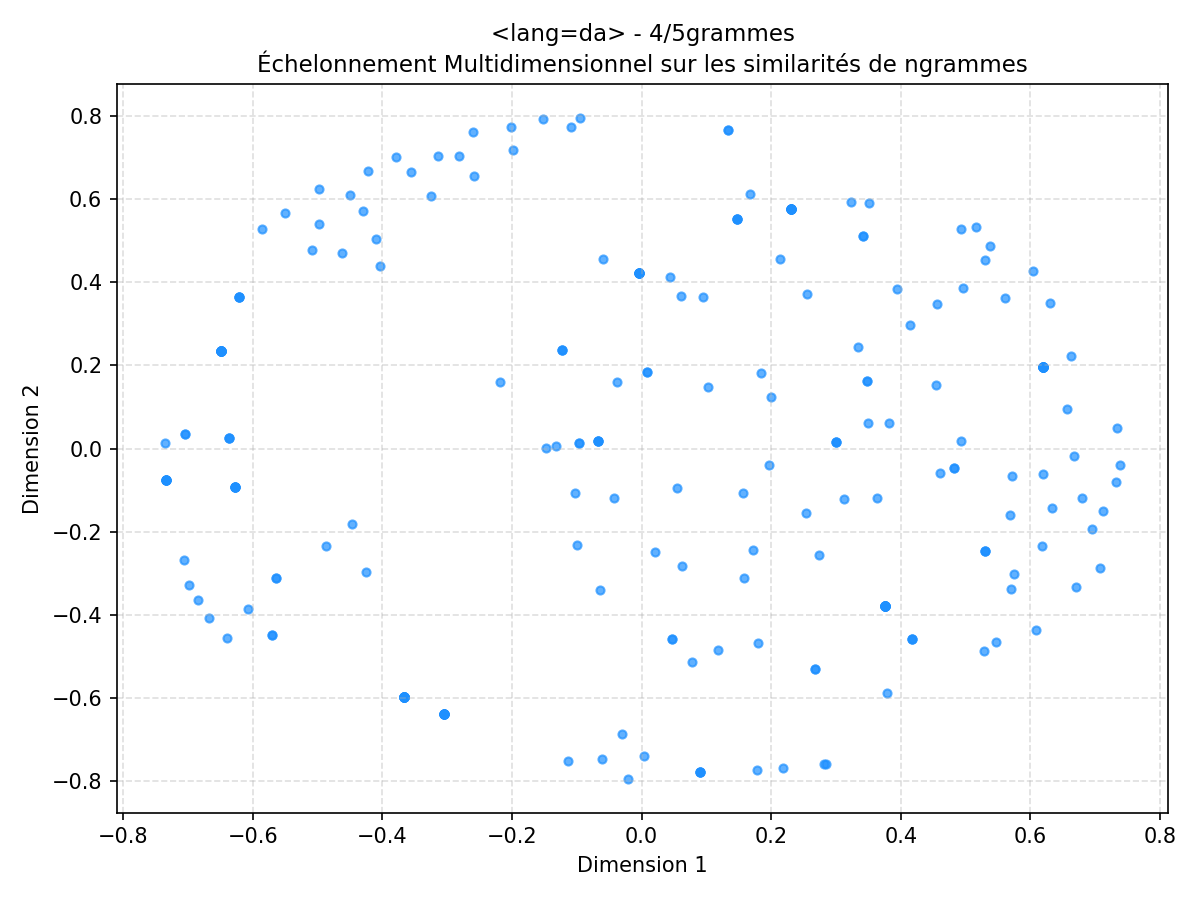 <lang=da> - 4/5grammes
Échelonnement Multidimensionnel sur les similarités de ngrammes
0.8
0.6
0.4
0.2
0.0
−0.2
−0.4
−0.6
−0.8
Dimension 2
−0.8 −0.6 −0.4 −0.2 0.0 0.2 0.4 0.6 0.8
Dimension 1